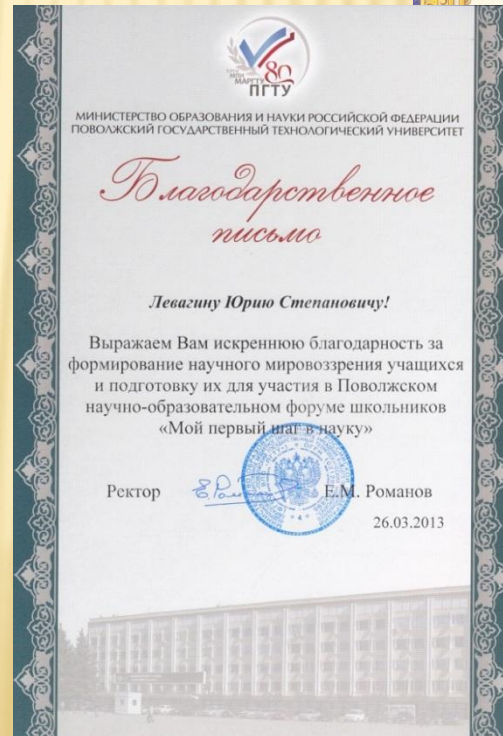 80
МПИ
МАРГТУ
ПГТУ
МИНИСТЕРСТВО ОБРАЗОВАНИЯ И НАУКИ РОССИЙСКОЙ ФЕДЕРАЦИИ
ПОВОЛЖСКИЙ ГОСУДАРСТВЕННЫЙ ТЕХНОЛОГИЧЕСКИЙ УНИВЕРСИТЕТ
Благодарственное
письмо
Левагину Юрию Степановичу!
Выражаем Вам искреннюю благодарность за
формирование научного мировоззрения учащихся
и подготовку их для участия в Поволжском
научно-образовательном форуме школьников
«Мой первый шаг в науку»
Ректор Е.М. Романов
26.03.2013